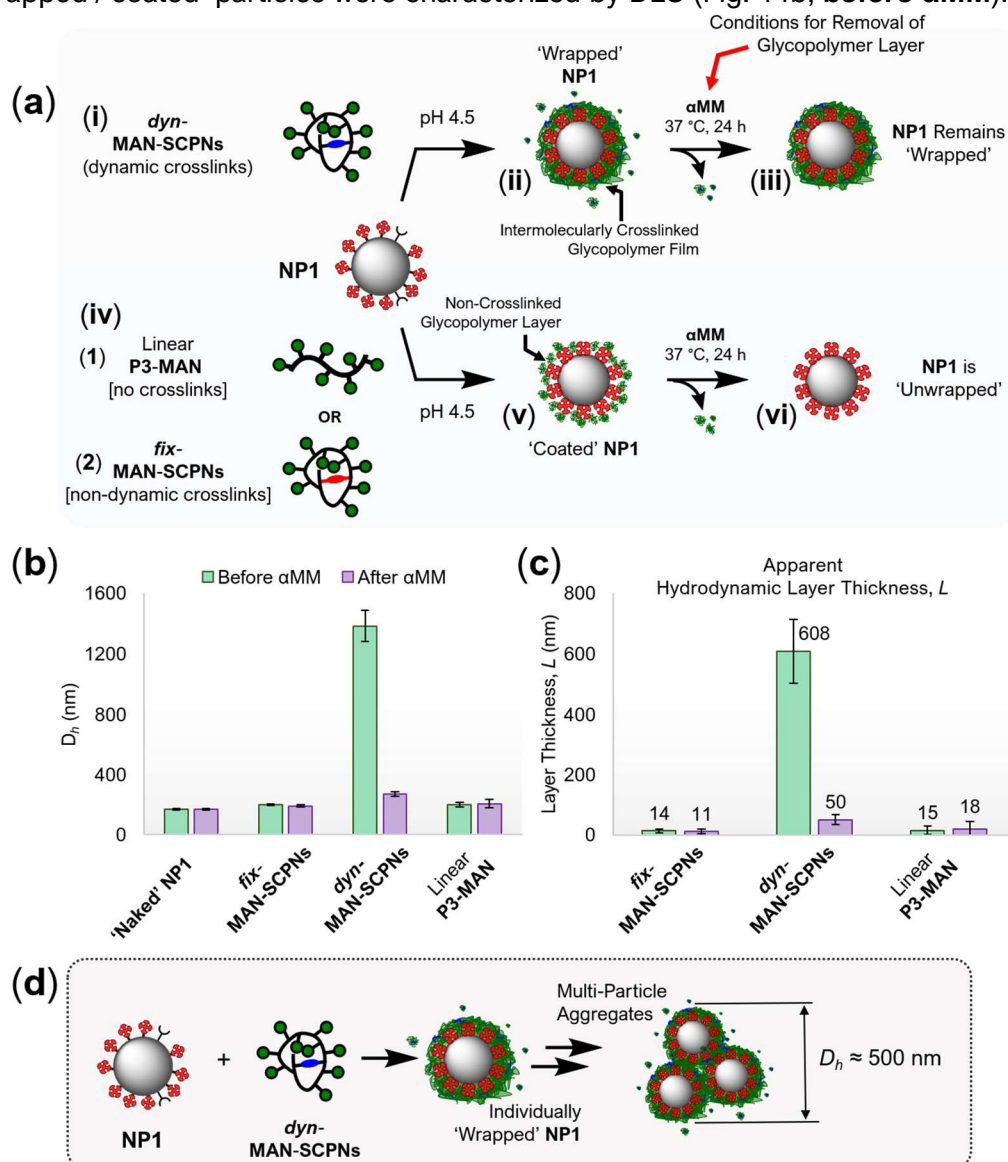 apped / coated' particles were characterized by DLS (Fig. 44b, before αMM).
Conditions for Removal of
Glycopolymer Layer
(a)
(i)
dyn-
MAN-SCPNs
(dynamic crosslinks)
pH 4.5
'Wrapped'
NP1
(ii)
αMM
37 °C, 24 h
(iii)
NP1 Remains
'Wrapped'
Intermolecularly Crosslinked
Glycopolymer Film
NP1
(iv)
(1)
Linear
P3-MAN
[no crosslinks]
OR
(2)
fix-
MAN-SCPNs
[non-dynamic crosslinks]
pH 4.5
Non-Crosslinked
Glycopolymer Layer
(v)
'Coated' NP1
αMM
37 °C, 24 h
(vi)
NP1 is
'Unwrapped'
(b)
Before αMM
After αMM
1600
1200
800
400
0
Dh (nm)
'Naked' NP1
fix-
MAN-SCPNs
dyn-
MAN-SCPNs
Linear
P3-MAN
(c)
Apparent
Hydrodynamic Layer Thickness, L
800
600
400
200
0
Layer Thickness, L (nm)
14
11
608
50
15
18
fix-
MAN-SCPNs
dyn-
MAN-SCPNs
Linear
P3-MAN
(d)
NP1
+
dyn-
MAN-SCPNs
Individually
'Wrapped' NP1
Multi-Particle
Aggregates
Dh ≈ 500 nm